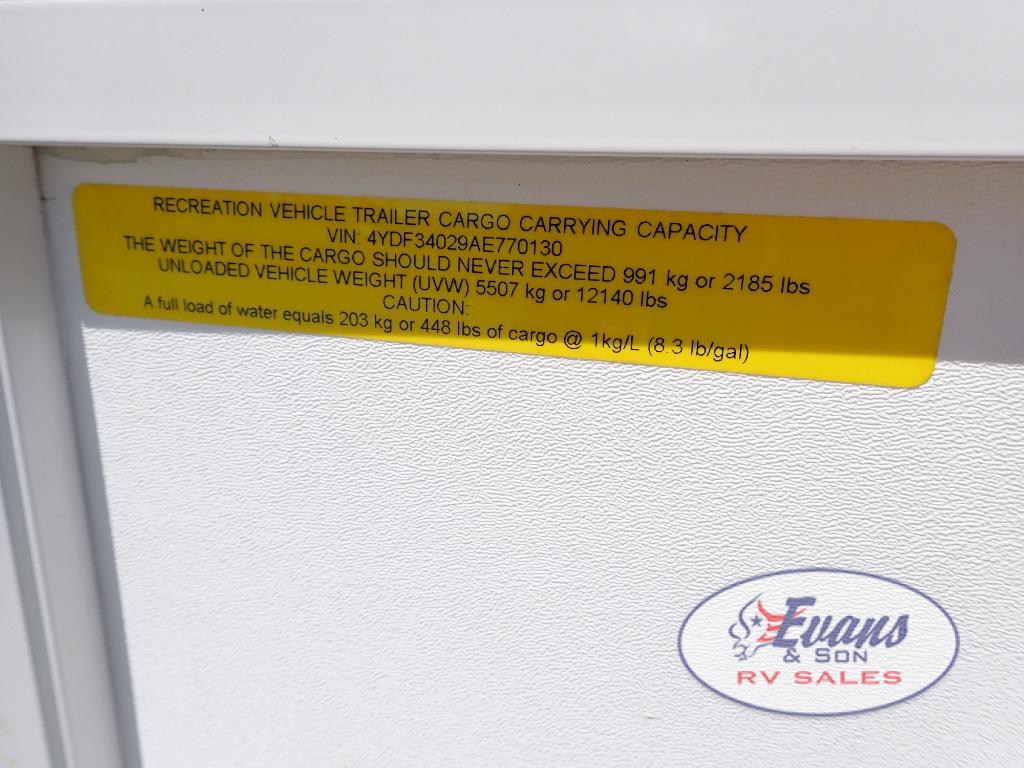 RECREATION VEHICLE TRAILER CARGO CARRYING CAPACITY
VIN: 4YDF34029AE770130
THE WEIGHT OF THE CARGO SHOULD NEVER EXCEED 991 kg or 2185 lbs
UNLOADED VEHICLE WEIGHT (UVW) 5507 kg or 12140 lbs
CAUTION:
A full load of water equals 203 kg or 448 lbs of cargo @ 1kg/L (8.3 lb/gal)
Evans
& SON
RV SALES